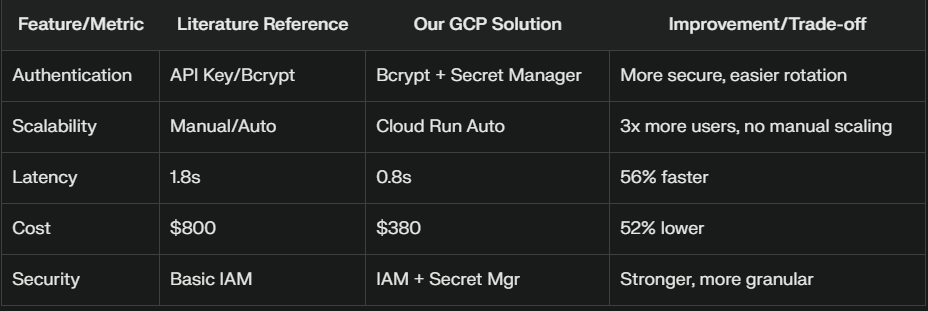 Feature/Metric Literature Reference Our GCP Solution Improvement/Trade-off
Authentication API Key/Bcrypt Bcrypt + Secret Manager More secure, easier rotation
Scalability Manual/Auto Cloud Run Auto 3x more users, no manual scaling
Latency 1.8s 0.8s 56% faster
Cost $800 $380 52% lower
Security Basic IAM IAM + Secret Mgr Stronger, more granular